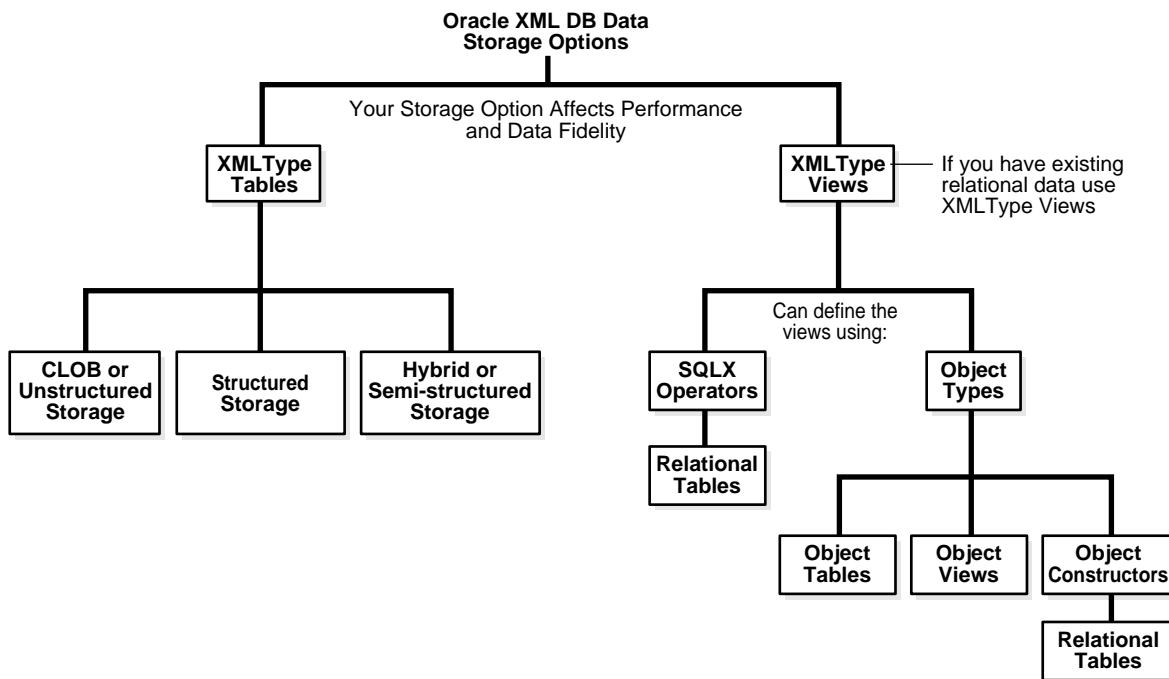 Oracle XML DB Data
Storage Options
Your Storage Option Affects Performance
and Data Fidelity
XMLType
Tables
XMLType
Views
If you have existing
relational data use
XMLType Views
Can define the
views using:
CLOB or
Unstructured
Storage
Structured
Storage
Hybrid or
Semi-structured
Storage
SQLX
Operators
Object
Types
Relational
Tables
Object
Tables
Object
Views
Object
Constructors
Relational
Tables